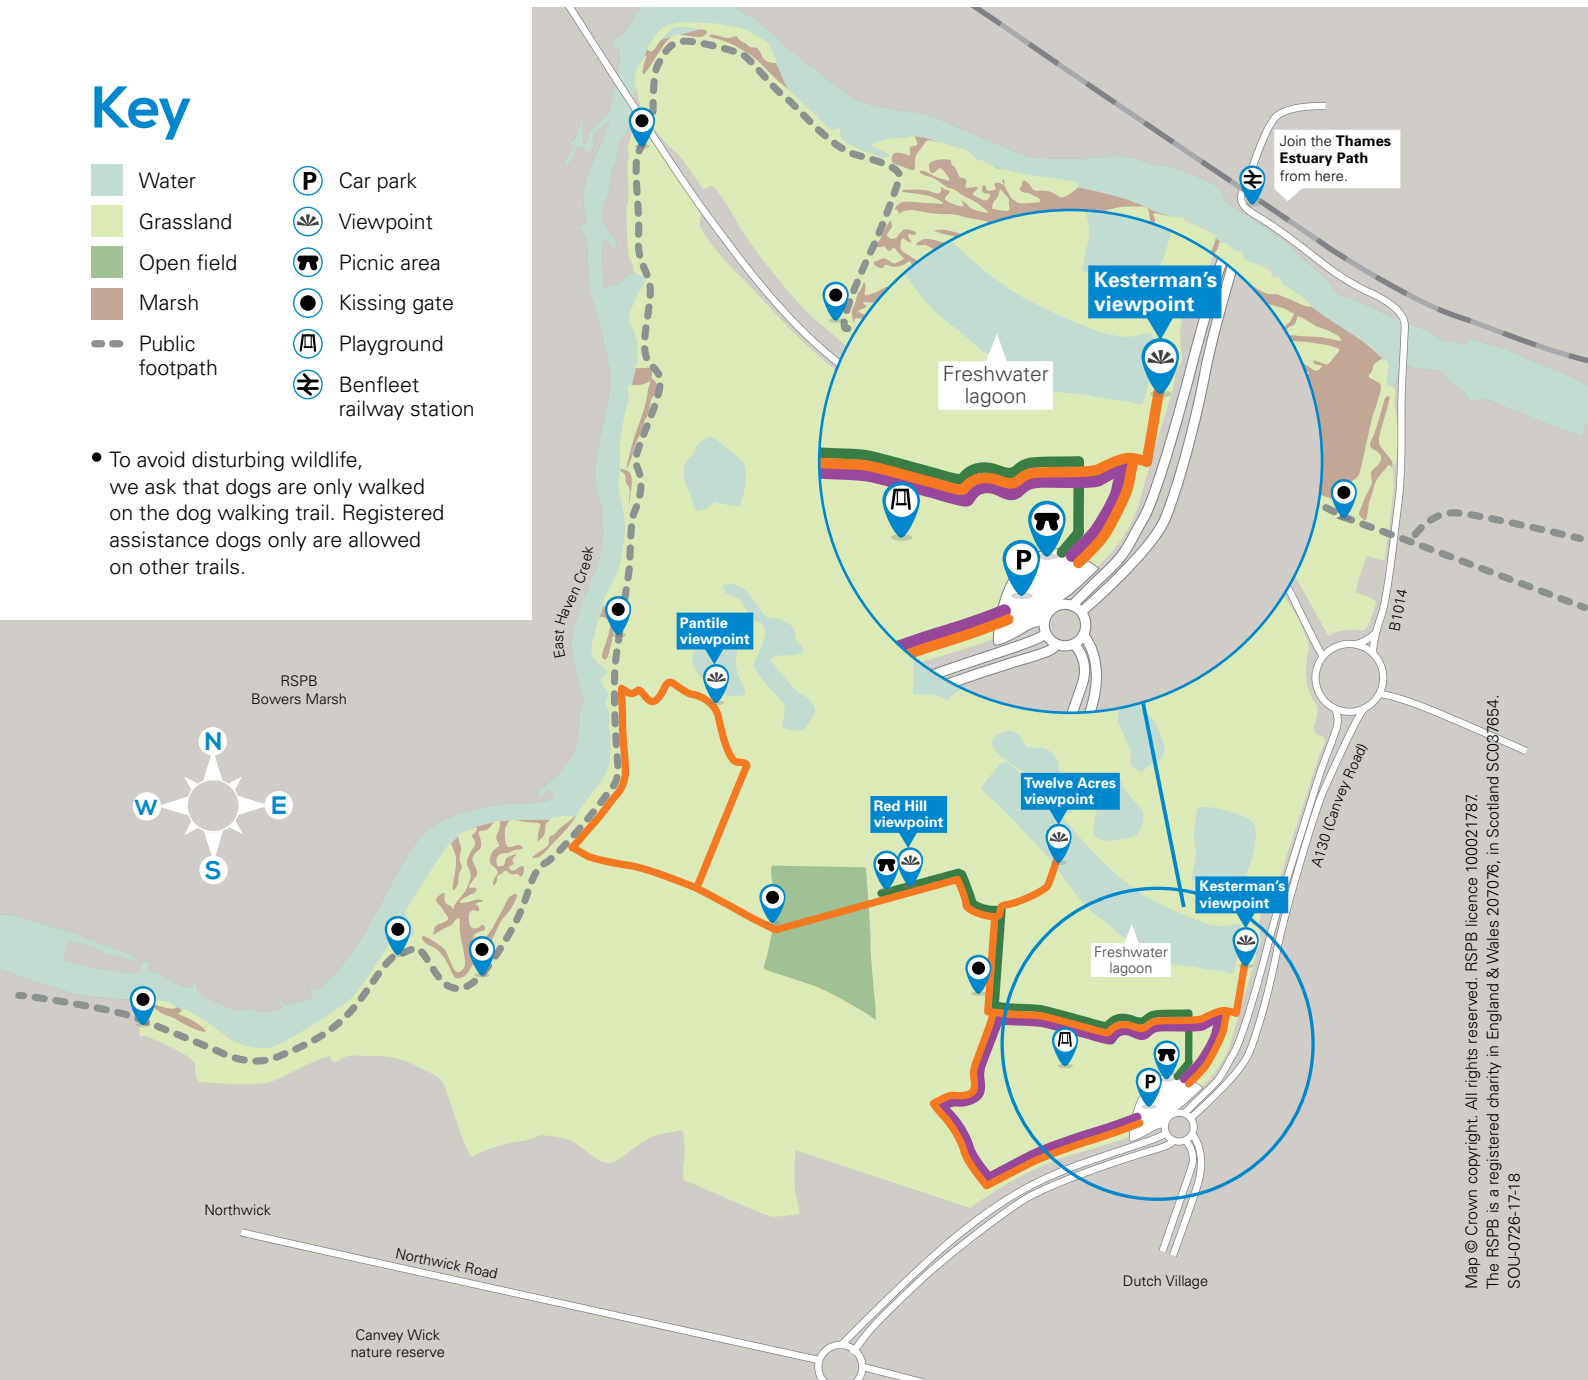 Key
Water
Grassland
Open field
Marsh
Public
footpath
P
Car park
Viewpoint
Picnic area
Kissing gate
Playground
Benfleet
railway station
• To avoid disturbing wildlife,
we ask that dogs are only walked
on the dog walking trail. Registered
assistance dogs only are allowed
on other trails.
Join the Thames
Estuary Path
from here.
Kesterman's
viewpoint
Freshwater
lagoon
P
East Haven Creek
B1014
Pantile
viewpoint
RSPB
Bowers Marsh
N
W
E
S
Twelve Acres
viewpoint
Red Hill
viewpoint
A130 (Canvey Road)
Kesterman's
viewpoint
Freshwater
lagoon
P
Northwick
Northwick Road
Dutch Village
Canvey Wick
nature reserve
Map © Crown copyright. All rights reserved. RSPB licence 100021787.
The RSPB is a registered charity in England & Wales 207076, in Scotland SC037654.
SOU-0726-17-18